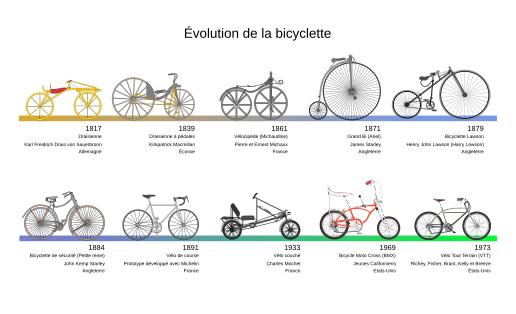 Évolution de la bicyclette
1817
Draisienne
Karl Freidrich Drais von Sauerbronn
Allemagne
1839
Draisienne à pédales
Kirkpatrick Macmillan
Écosse
1861
Vélocipède (Michaudine)
Pierre et Ernest Michaux
France
1871
Grand Bi (Ariel)
James Starley
Angleterre
1879
Bicyclette Lawson
Henry John Lawson (Harry Lawson)
Angleterre
1884
Bicyclette de sécurité (Petite reine)
John Kemp Starley
Angleterre
1891
Vélo de course
Prototype développé avec Michelin
France
1933
Vélo couché
Charles Mochet
France
1969
Bicycle Moto Cross (BMX)
Jeunes Californiens
États-Unis
1973
Vélo Tout Terrain (VTT)
Richey, Fisher, Brant, Kelly et Breeze
États-Unis